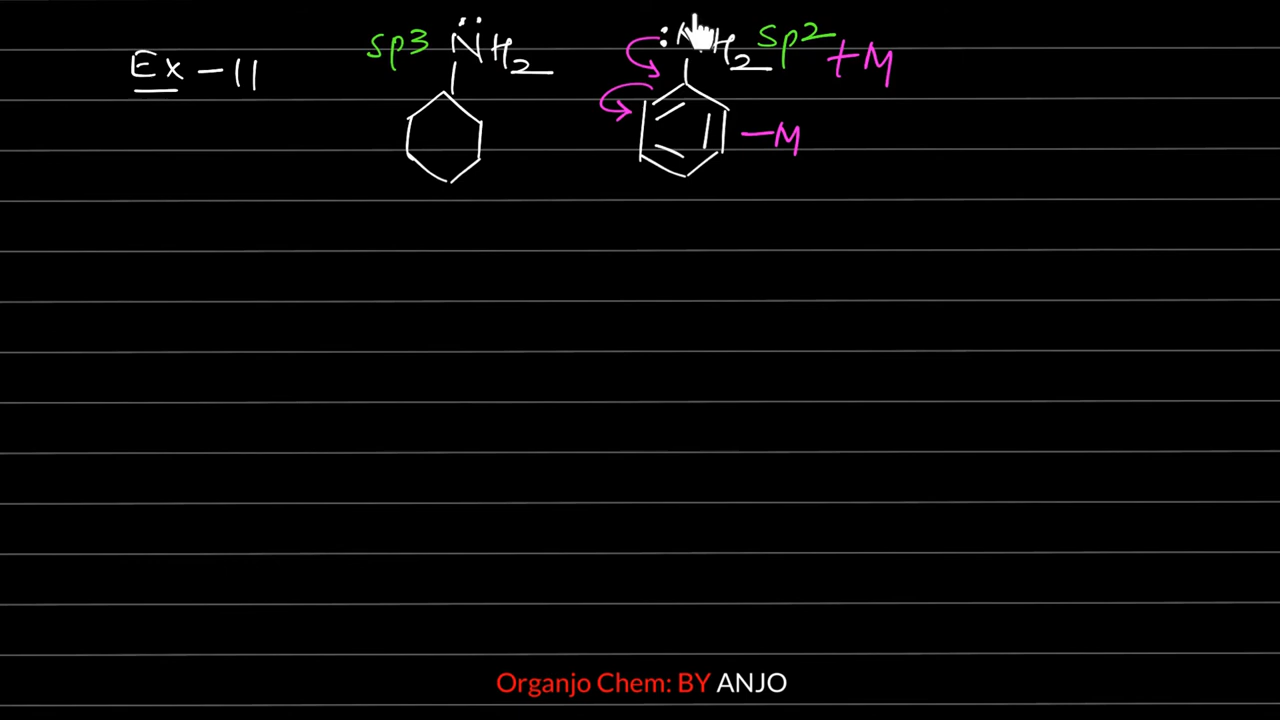 Ex-11
sp3 NH2
:NH2 sp2 +M
-M
Organjo Chem: BY ANJO